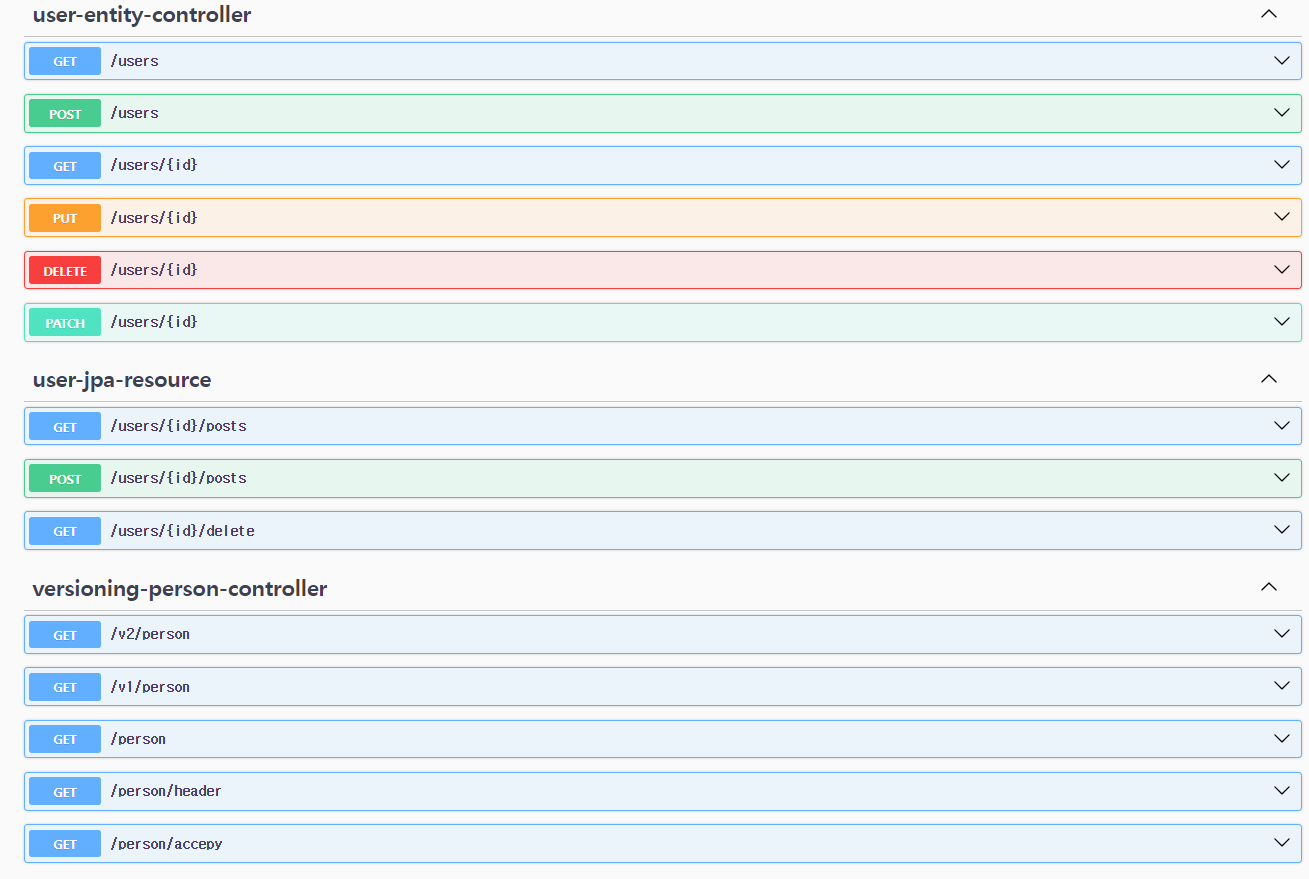 user-entity-controller
GET /users
POST /users
GET /users/{id}
PUT /users/{id}
DELETE /users/{id}
PATCH /users/{id}
user-jpa-resource
GET /users/{id}/posts
POST /users/{id}/posts
GET /users/{id}/delete
versioning-person-controller
GET /v2/person
GET /v1/person
GET /person
GET /person/header
GET /person/accepy